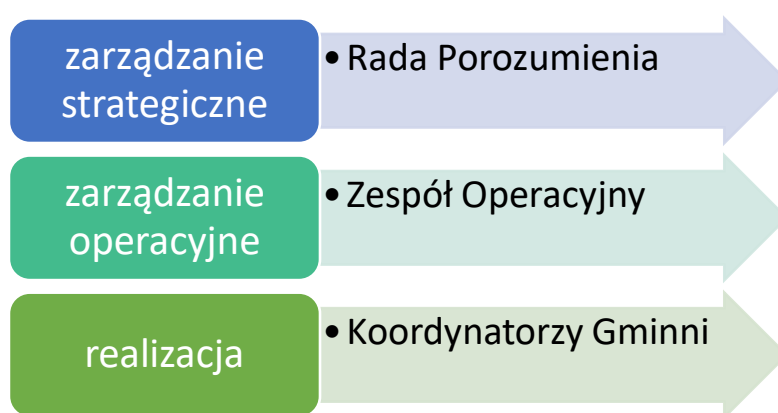 zarządzanie
strategiczne
• Rada Porozumienia
zarządzanie
operacyjne
• Zespół Operacyjny
realizacja
• Koordynatorzy Gminni